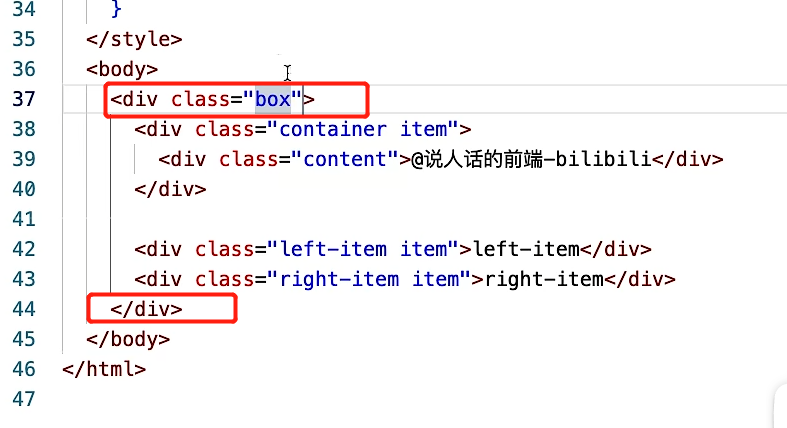 34 }
35 </style>
36 <body>
37 <div class="box">
38 <div class="container item">
39 <div class="content">@说人话的前端-bilibili</div>
40 </div>
41
42 <div class="left-item item">left-item</div>
43 <div class="right-item item">right-item</div>
44 </div>
45 </body>
46 </html>
47